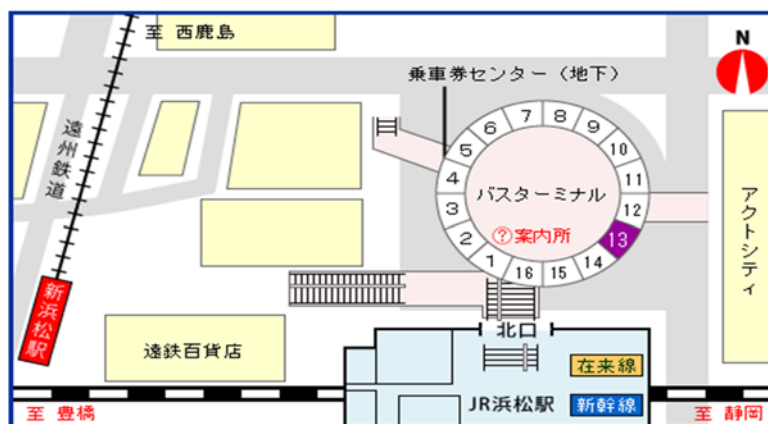 至 西鹿島
N
乗車券センター（地下）
遠州鉄道
7
8
6
9
5
10
4
11
バスターミナル
3
12
アクトシティ
2
?案内所
13
1
14
16
15
新浜松駅
北口
遠鉄百貨店
在来線
JR浜松駅
新幹線
至 豊橋
至 静岡